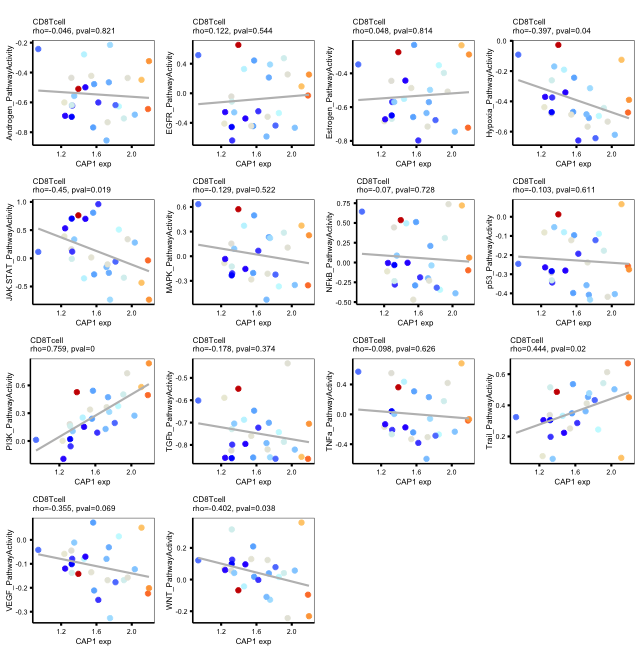 CD8Tcell
rho=-0.046, pval=0.821
Androgen_PathwayActivity
-0.2
-0.4
-0.6
-0.8
1.2 1.6 2.0
CAP1 exp
CD8Tcell
rho=0.122, pval=0.544
EGFR_PathwayActivity
0.4
0.0
-0.4
1.2 1.6 2.0
CAP1 exp
CD8Tcell
rho=0.048, pval=0.814
Estrogen_PathwayActivity
-0.4
-0.6
-0.8
1.2 1.6 2.0
CAP1 exp
CD8Tcell
rho=-0.397, pval=0.04
Hypoxia_PathwayActivity
0.0
-0.2
-0.4
-0.6
1.2 1.6 2.0
CAP1 exp
CD8Tcell
rho=-0.45, pval=0.019
JAK-STAT_PathwayActivity
1.0
0.5
0.0
-0.5
1.2 1.6 2.0
CAP1 exp
CD8Tcell
rho=-0.129, pval=0.522
MAPK_PathwayActivity
0.6
0.3
0.0
-0.3
1.2 1.6 2.0
CAP1 exp
CD8Tcell
rho=-0.07, pval=0.728
NFkB_PathwayActivity
0.75
0.50
0.25
0.00
-0.25
-0.50
1.2 1.6 2.0
CAP1 exp
CD8Tcell
rho=-0.103, pval=0.611
p53_PathwayActivity
0.0
-0.1
-0.2
-0.3
-0.4
1.2 1.6 2.0
CAP1 exp
CD8Tcell
rho=0.759, pval=0
PI3K_PathwayActivity
0.6
0.3
0.0
1.2 1.6 2.0
CAP1 exp
CD8Tcell
rho=-0.178, pval=0.374
TGFb_PathwayActivity
-0.5
-0.6
-0.7
-0.8
1.2 1.6 2.0
CAP1 exp
CD8Tcell
rho=-0.098, pval=0.626
TNFa_PathwayActivity
0.4
0.0
-0.4
1.2 1.6 2.0
CAP1 exp
CD8Tcell
rho=0.444, pval=0.02
Trail_PathwayActivity
0.6
0.4
0.2
1.2 1.6 2.0
CAP1 exp
CD8Tcell
rho=-0.355, pval=0.069
VEGF_PathwayActivity
0.0
-0.1
-0.2
-0.3
1.2 1.6 2.0
CAP1 exp
CD8Tcell
rho=-0.402, pval=0.038
WNT_PathwayActivity
0.2
0.0
-0.2
1.2 1.6 2.0
CAP1 exp